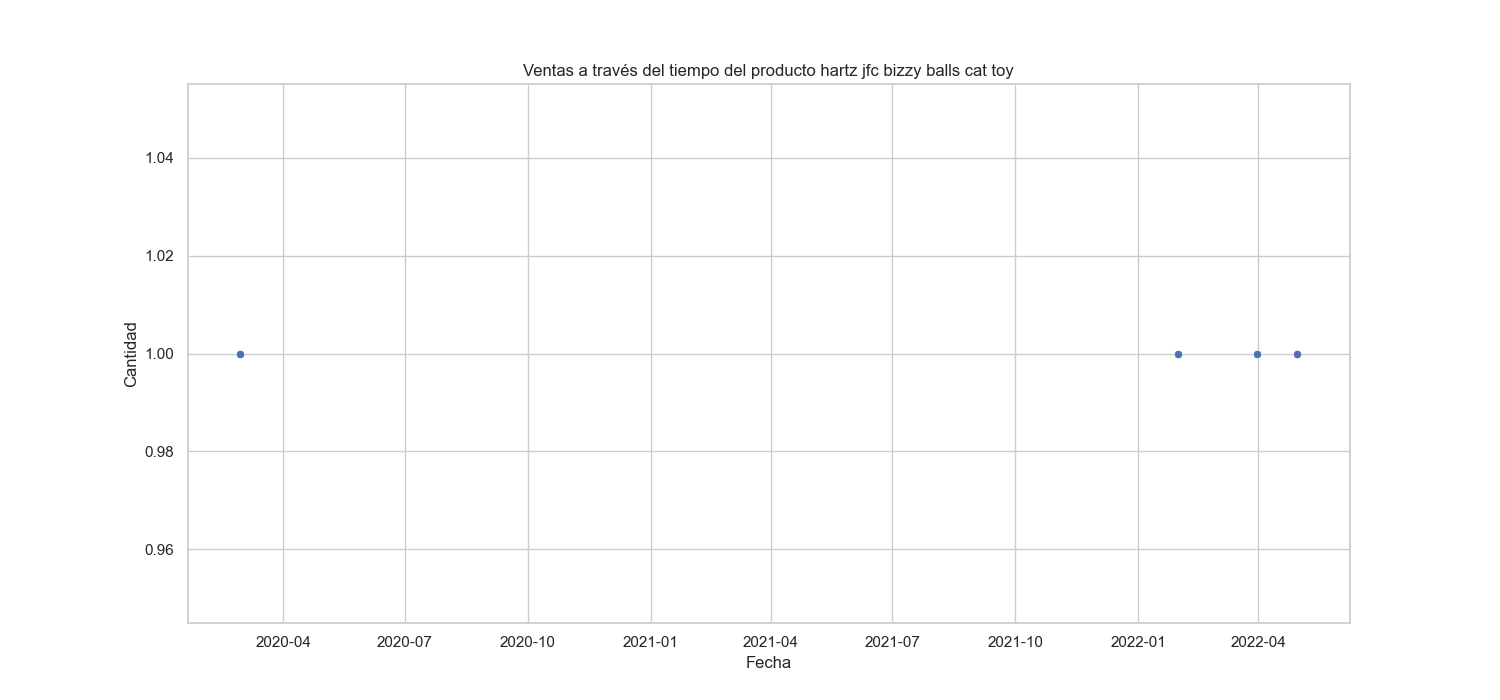 Ventas a través del tiempo del producto hartz jfc bizzy balls cat toy
1.04
1.02
1.00
0.98
0.96
Cantidad
2020-04 2020-07 2020-10 2021-01 2021-04 2021-07 2021-10 2022-01 2022-04
Fecha